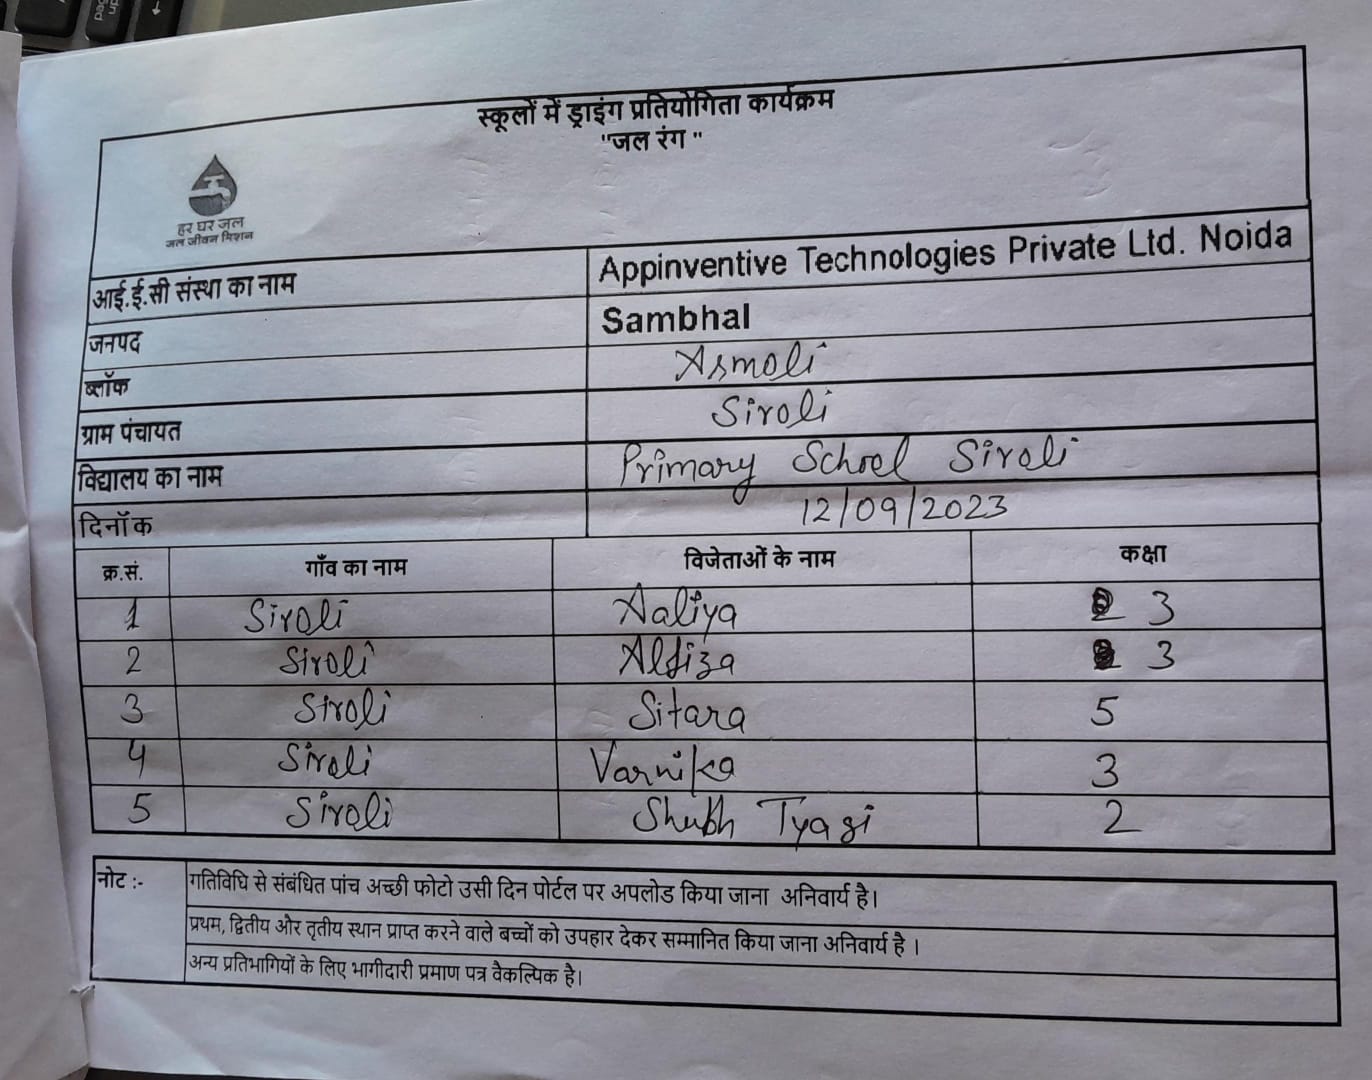 स्कूलों में ड्राइंग प्रतियोगिता कार्यक्रम
"जल रंग "
हर घर जल
जल जीवन मिशन
आई.ई.सी संस्था का नाम Appinventive Technologies Private Ltd. Noida
जनपद Sambhal
ब्लॉक Asmoli
ग्राम पंचायत Siroli
विद्यालय का नाम Primary School Siroli
दिनॉक 12/09/2023
क्र.सं. गाँव का नाम विजेताओं के नाम कक्षा
1 Siroli Aaliya 3
2 Siroli Alfiza 3
3 Siroli Sitara 5
4 Siroli Varnika 3
5 Siroli Shubh Tyagi 2
नोट :- गतिविधि से संबंधित पांच अच्छी फोटो उसी दिन पोर्टल पर अपलोड किया जाना अनिवार्य है।
प्रथम, द्वितीय और तृतीय स्थान प्राप्त करने वाले बच्चों को उपहार देकर सम्मानित किया जाना अनिवार्य है ।
अन्य प्रतिभागियों के लिए भागीदारी प्रमाण पत्र वैकल्पिक है।